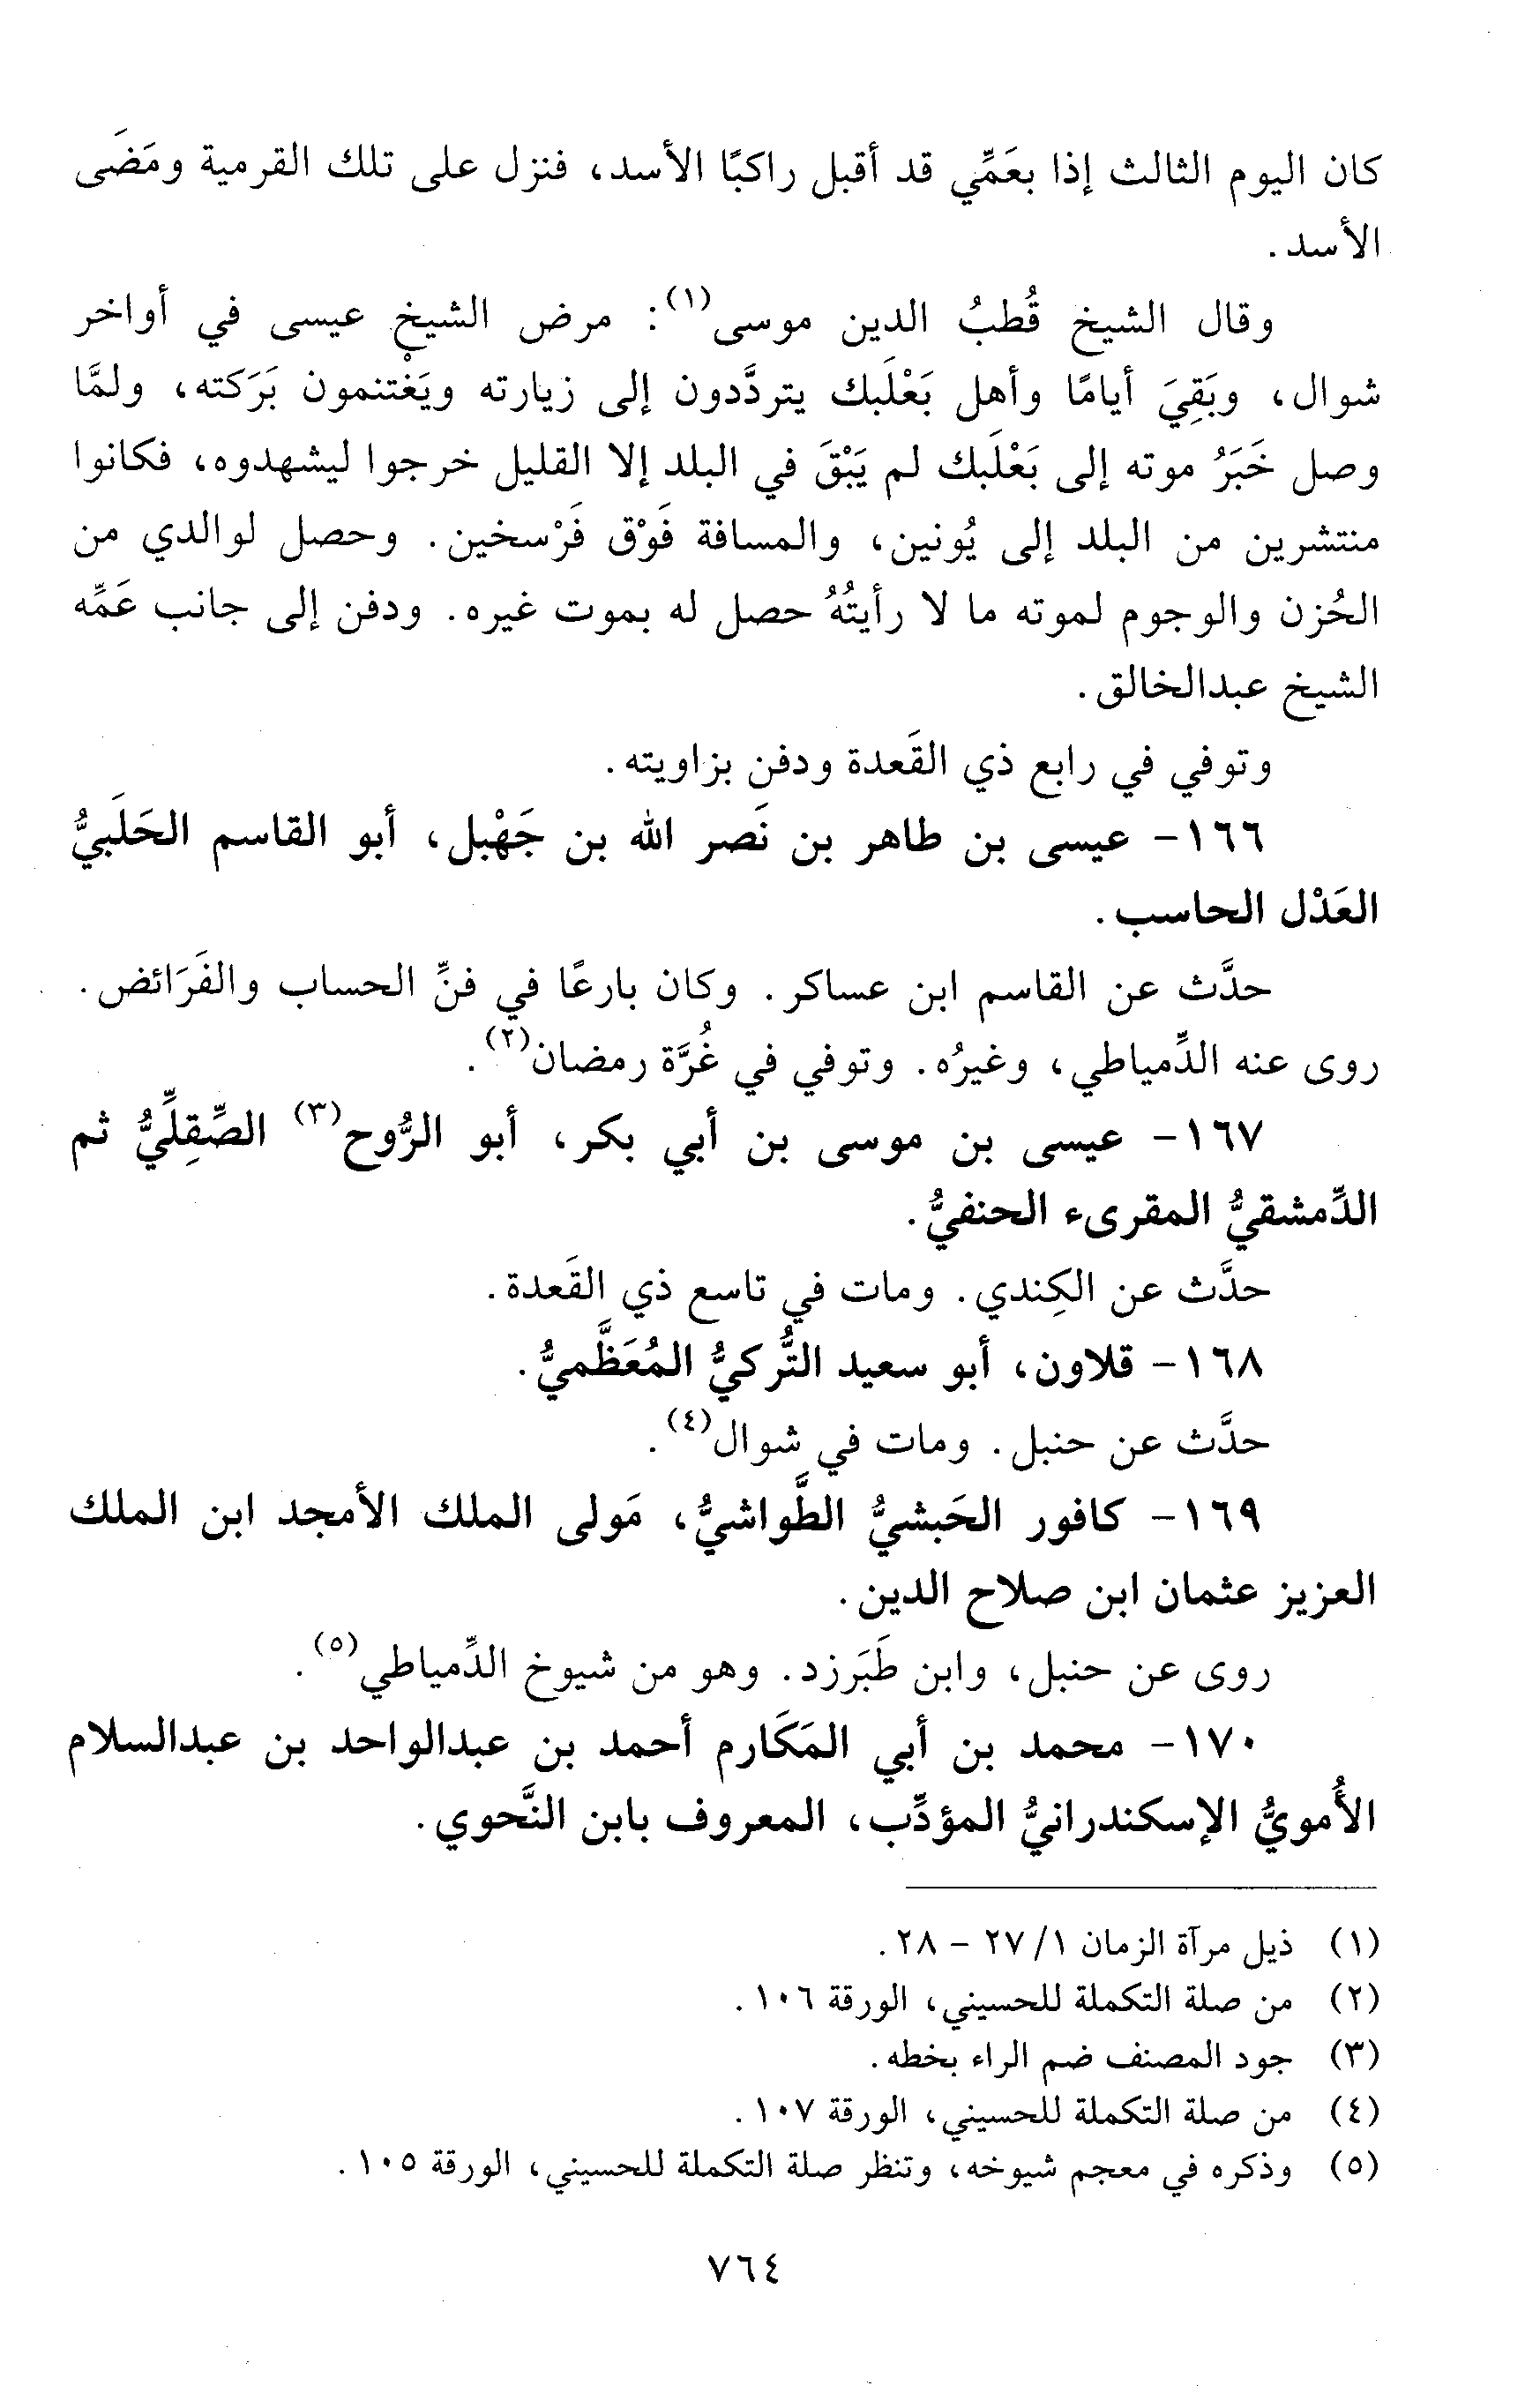 كان اليوم الثالث إذا بعَمِّي قد أقبل راكبًا الأسد، فنزل على تلك القرمية ومَضَى
الأسد.
وقال الشيخ قُطبُ الدين موسى(١): مرض الشيخ عيسى في أواخر
شوال، وبَقِيَ أيامًا وأهل بَعْلَبك يتردَّدون إلى زيارته ويَغْتنمون بَرَكته، ولمَّا
وصل خَبَرُ موته إلى بَعْلَبك لم يَبْقَ في البلد إلا القليل خرجوا ليشهدوه، فكانوا
منتشرين من البلد إلى يُونين، والمسافة فَوْق فَرْسخين. وحصل لوالدي من
الحُزن والوجوم لموته ما لا رأيتُهُ حصل له بموت غيره. ودفن إلى جانب عَمِّه
الشيخ عبدالخالق.
وتوفي في رابع ذي القَعدة ودفن بزاويته.
١٦٦- عيسى بن طاهر بن نَصر الله بن جَهْبل، أبو القاسم الحَلَبيُّ
العَدْل الحاسب.
حدَّث عن القاسم ابن عساكر. وكان بارعًا في فنِّ الحساب والفَرَائض.
روى عنه الدِّمياطي، وغيرُه. وتوفي في غُرَّة رمضان(٢).
١٦٧- عيسى بن موسى بن أبي بكر، أبو الرُّوح(٣) الصِّقِلِّيُّ ثم
الدِّمشقيُّ المقرىء الحنفيُّ.
حدَّث عن الكِندي. ومات في تاسع ذي القَعدة.
١٦٨- قلاون، أبو سعيد التُّركيُّ المُعَظَّميُّ.
حدَّث عن حنبل. ومات في شوال(٤).
١٦٩- كافور الحَبشيُّ الطَّواشيُّ، مَولى الملك الأمجد ابن الملك
العزيز عثمان ابن صلاح الدين.
روى عن حنبل، وابن طَبَرزد. وهو من شيوخ الدِّمياطي(٥).
١٧٠- محمد بن أبي المَكَارم أحمد بن عبدالواحد بن عبدالسلام
الأُمويُّ الإسكندرانيُّ المؤدِّب، المعروف بابن النَّحوي.
(١) ذيل مرآة الزمان ١/ ٢٧ - ٢٨.
(٢) من صلة التكملة للحسيني، الورقة ١٠٦.
(٣) جود المصنف ضم الراء بخطه.
(٤) من صلة التكملة للحسيني، الورقة ١٠٧.
(٥) وذكره في معجم شيوخه، وتنظر صلة التكملة للحسيني، الورقة ١٠٥.
٧٦٤